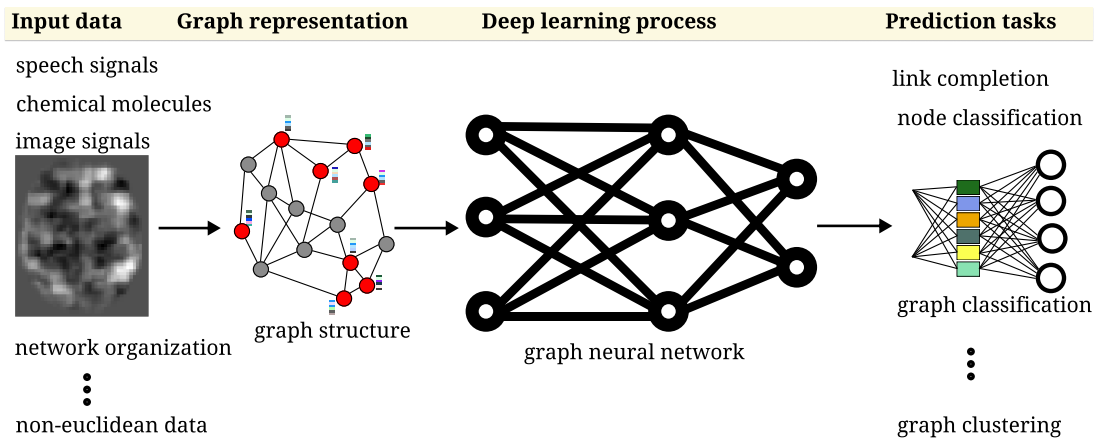 Input data
Graph representation
Deep learning process
Prediction tasks
speech signals
chemical molecules
image signals
network organization
non-euclidean data
graph structure
graph neural network
link completion
node classification
graph classification
graph clustering